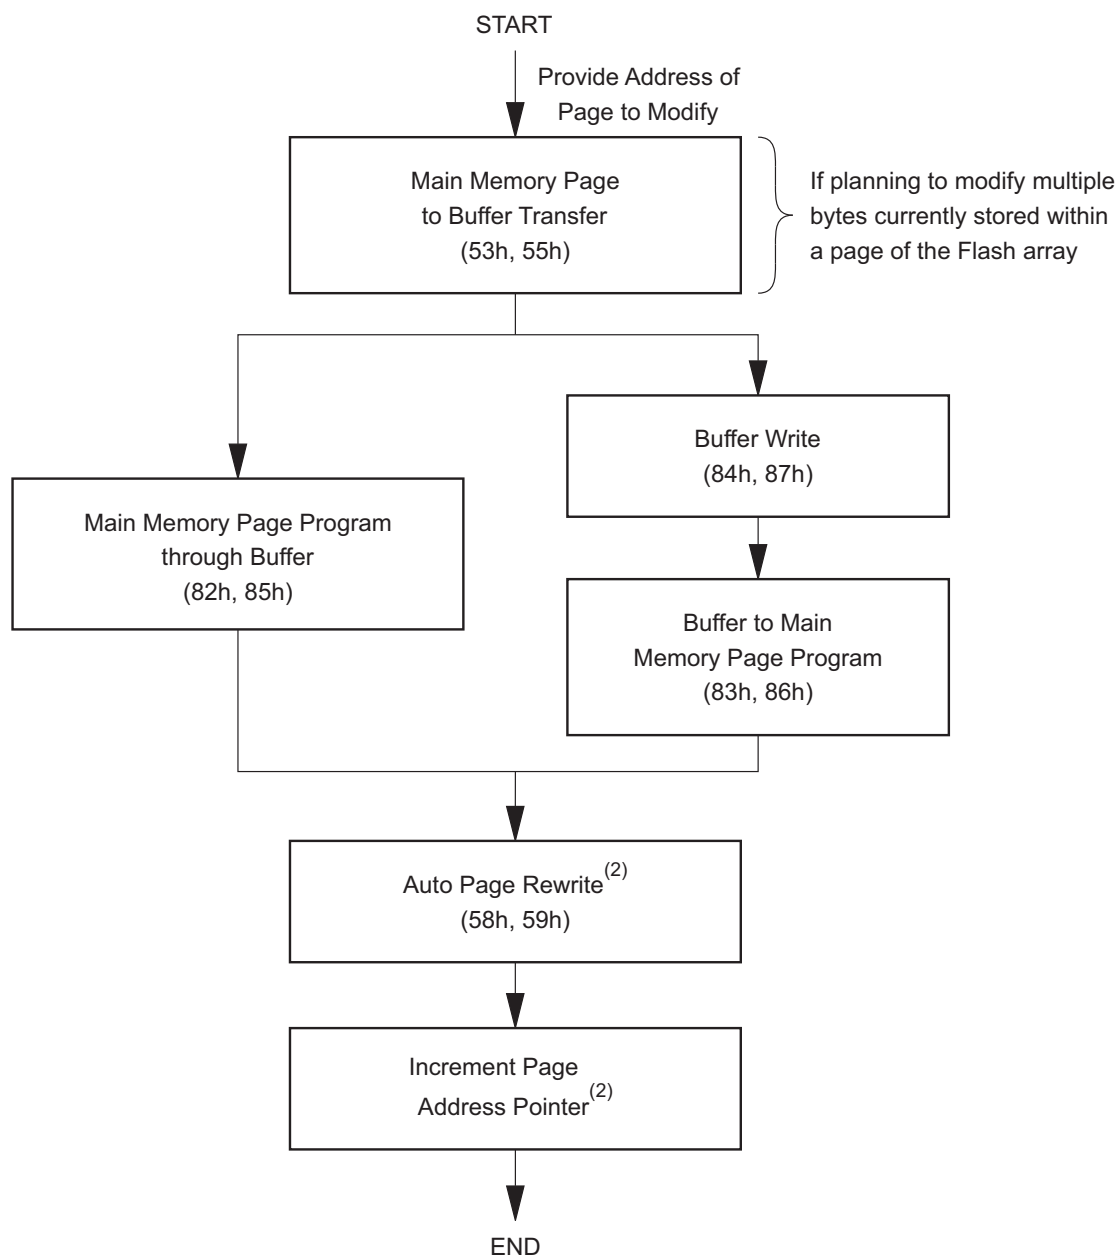 START
Provide Address of
Page to Modify
Main Memory Page
to Buffer Transfer
(53h, 55h)
If planning to modify multiple
bytes currently stored within
a page of the Flash array
Main Memory Page Program
through Buffer
(82h, 85h)
Buffer Write
(84h, 87h)
Buffer to Main
Memory Page Program
(83h, 86h)
Auto Page Rewrite(2)
(58h, 59h)
Increment Page
Address Pointer(2)
END